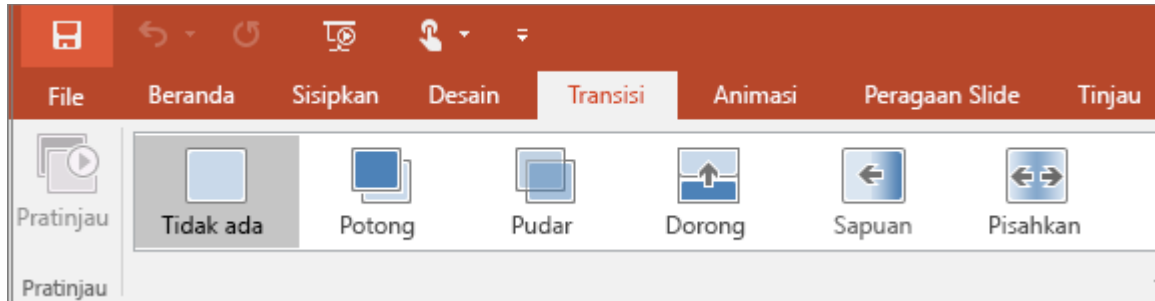 File Beranda Sisipkan Desain Transisi Animasi Peragaan Slide Tinjau
Pratinjau Tidak ada Potong Pudar Dorong Sapuan Pisahkan
Pratinjau